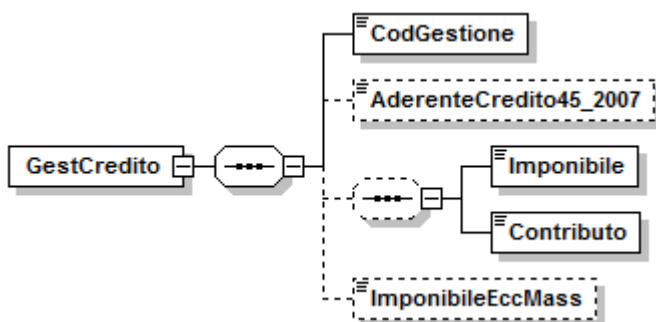 CodGestione
AderenteCredito45_2007
GestCredito
Imponibile
Contributo
ImponibileEccMass